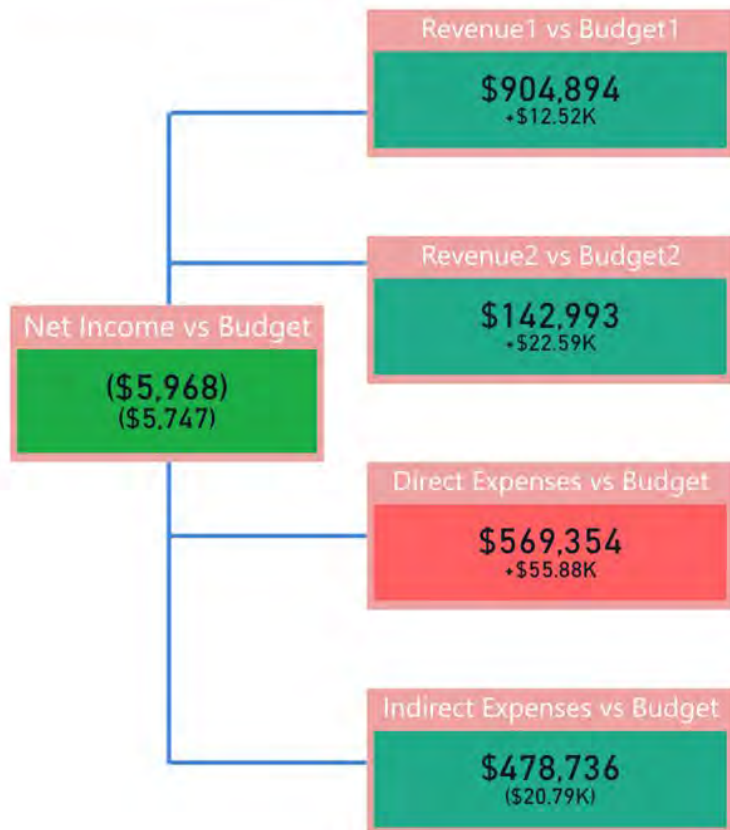 Revenue1 vs Budget1
$904,894
+$12.52K
Revenue2 vs Budget2
$142,993
+$22.59K
Net Income vs Budget
($5,968)
($5,747)
Direct Expenses vs Budget
$569,354
+$55.88K
Indirect Expenses vs Budget
$478,736
($20.79K)